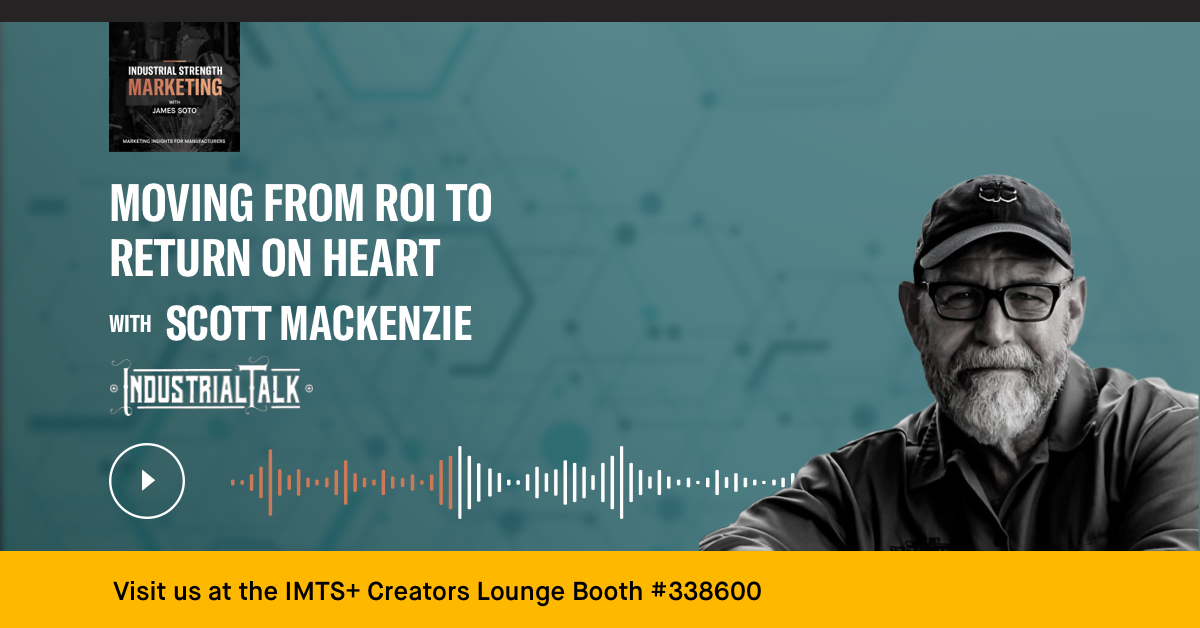 INDUSTRIAL STRENGTH
MARKETING
WITH
JAMES SOTO
MARKETING INSIGHTS FOR MANUFACTURERS
MOVING FROM ROI TO
RETURN ON HEART
WITH SCOTT MACKENZIE
INDUSTRIALTALK
Visit us at the IMTS+ Creators Lounge Booth #338600